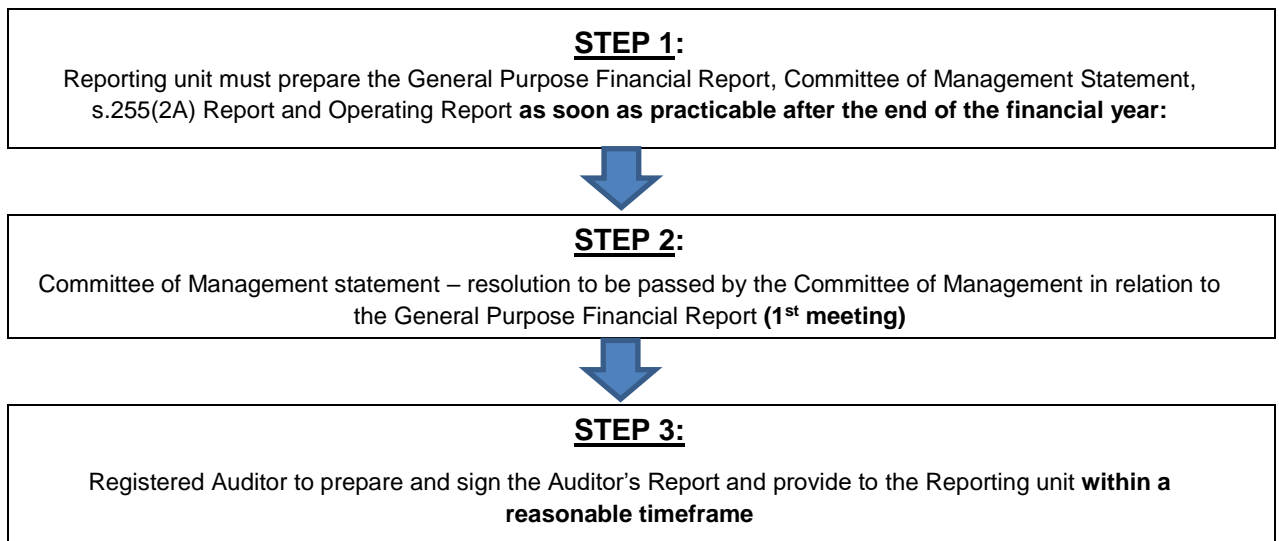 STEP 1:
Reporting unit must prepare the General Purpose Financial Report, Committee of Management Statement,
s.255(2A) Report and Operating Report as soon as practicable after the end of the financial year:
STEP 2:
Committee of Management statement – resolution to be passed by the Committee of Management in relation to
the General Purpose Financial Report (1st meeting)
STEP 3:
Registered Auditor to prepare and sign the Auditor’s Report and provide to the Reporting unit within a
reasonable timeframe